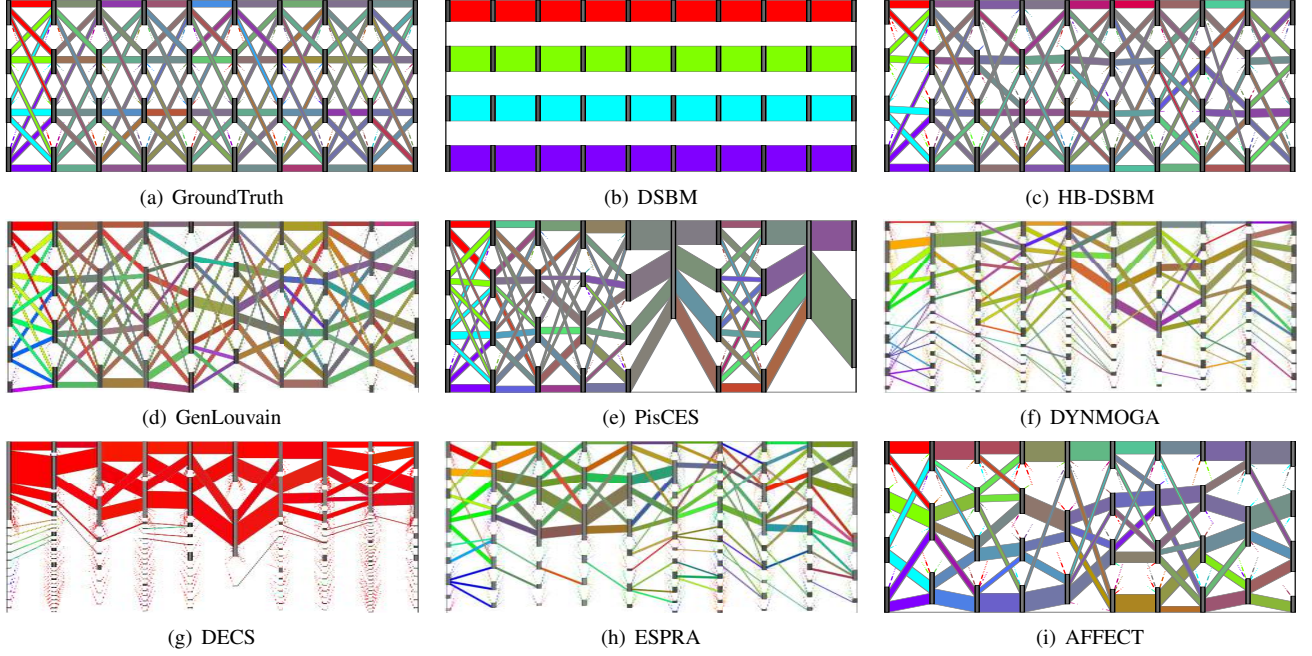 (a) GroundTruth
(b) DSBM
(c) HB-DSBM
(d) GenLouvain
(e) PisCES
(f) DYNMOGA
(g) DECS
(h) ESPRA
(i) AFFECT